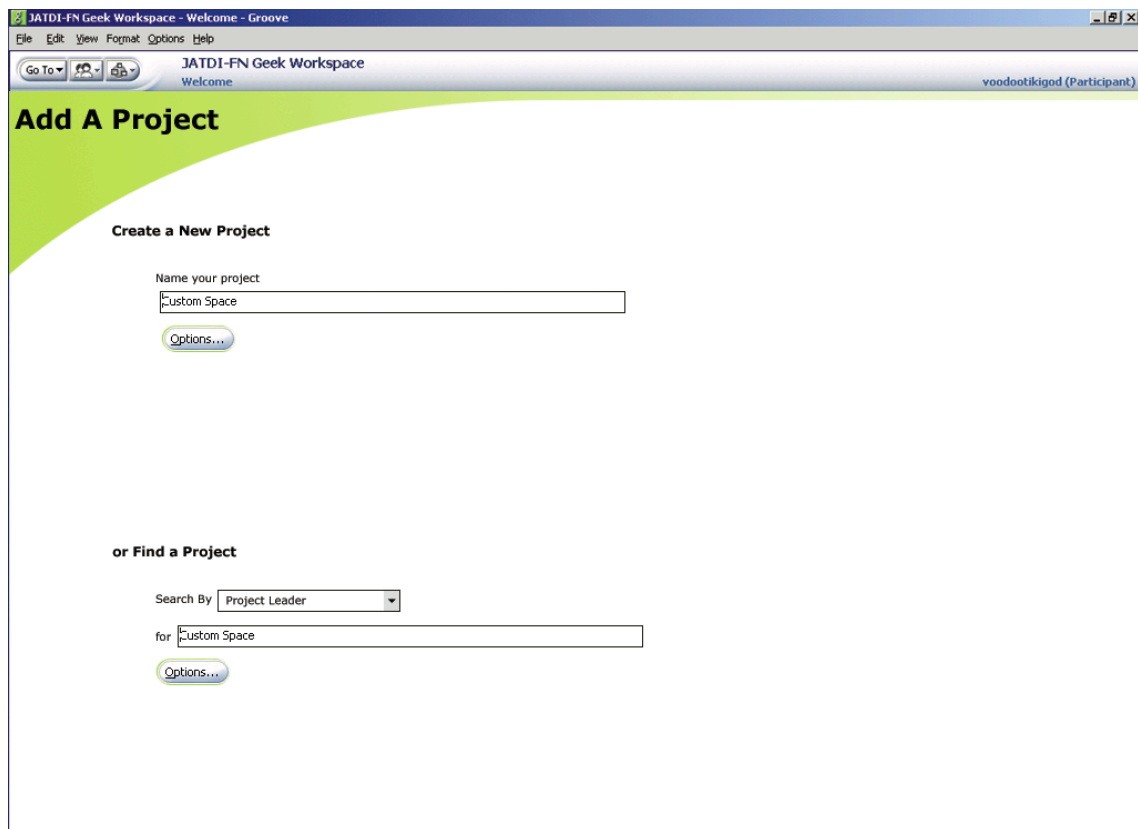 JATDI-FN Geek Workspace - Welcome - Groove
File Edit View Format Options Help
Go To
JATDI-FN Geek Workspace
Welcome
voodootikigod (Participant)
Add A Project
Create a New Project
Name your project
Custom Space
Options...
or Find a Project
Search By Project Leader
for Custom Space
Options...